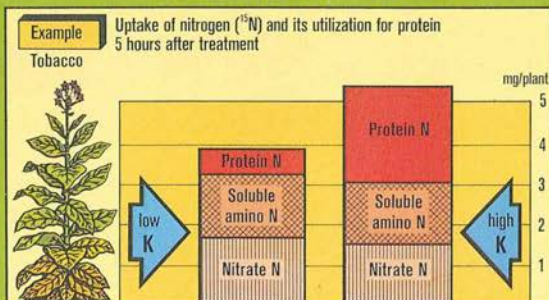 Example
Tobacco
Uptake of nitrogen (¹⁵N) and its utilization for protein
5 hours after treatment
mg/plant
5
4
3
2
1
low
K
Protein N
Soluble
amino N
Nitrate N
Protein N
Soluble
amino N
Nitrate N
high
K